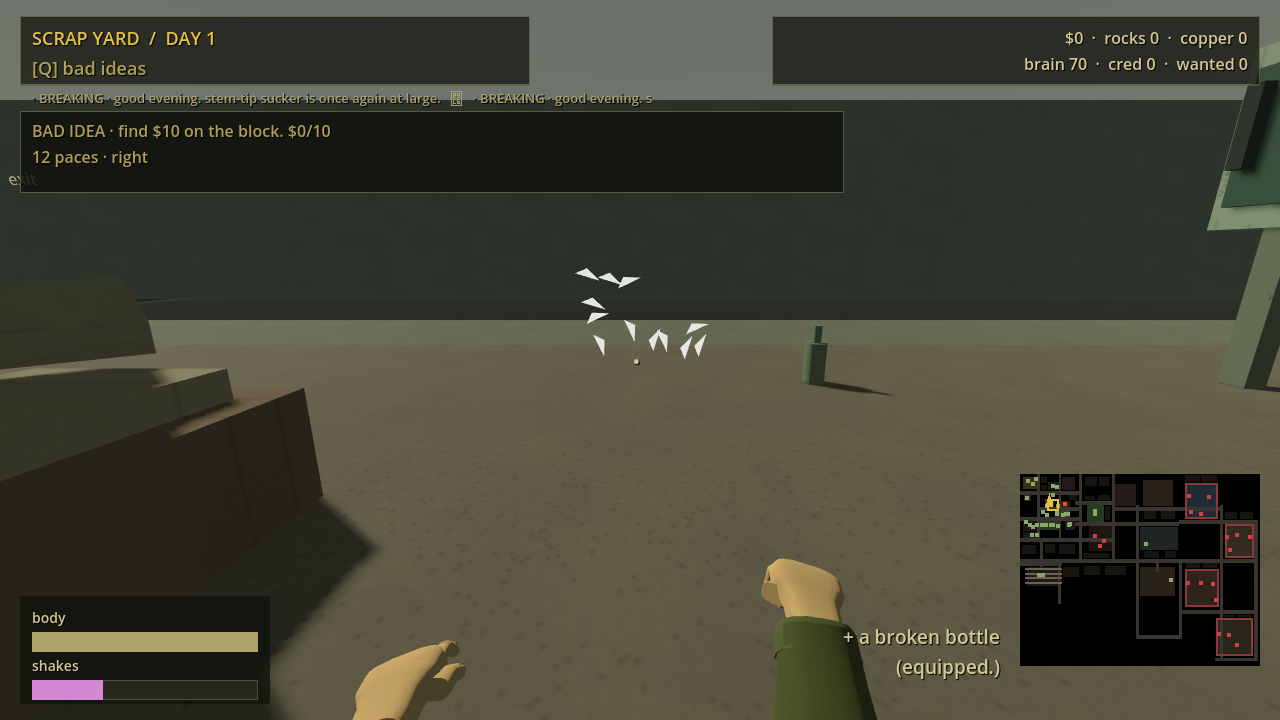 SCRAP YARD / DAY 1
[Q] bad ideas
$0 · rocks 0 · copper 0
brain 70 · cred 0 · wanted 0
· BREAKING · good evening. stem-tip sucker is once again at large. · BREAKING · good evening. s
BAD IDEA · find $10 on the block. $0/10
12 paces · right
exit
body
shakes
+ a broken bottle
(equipped.)